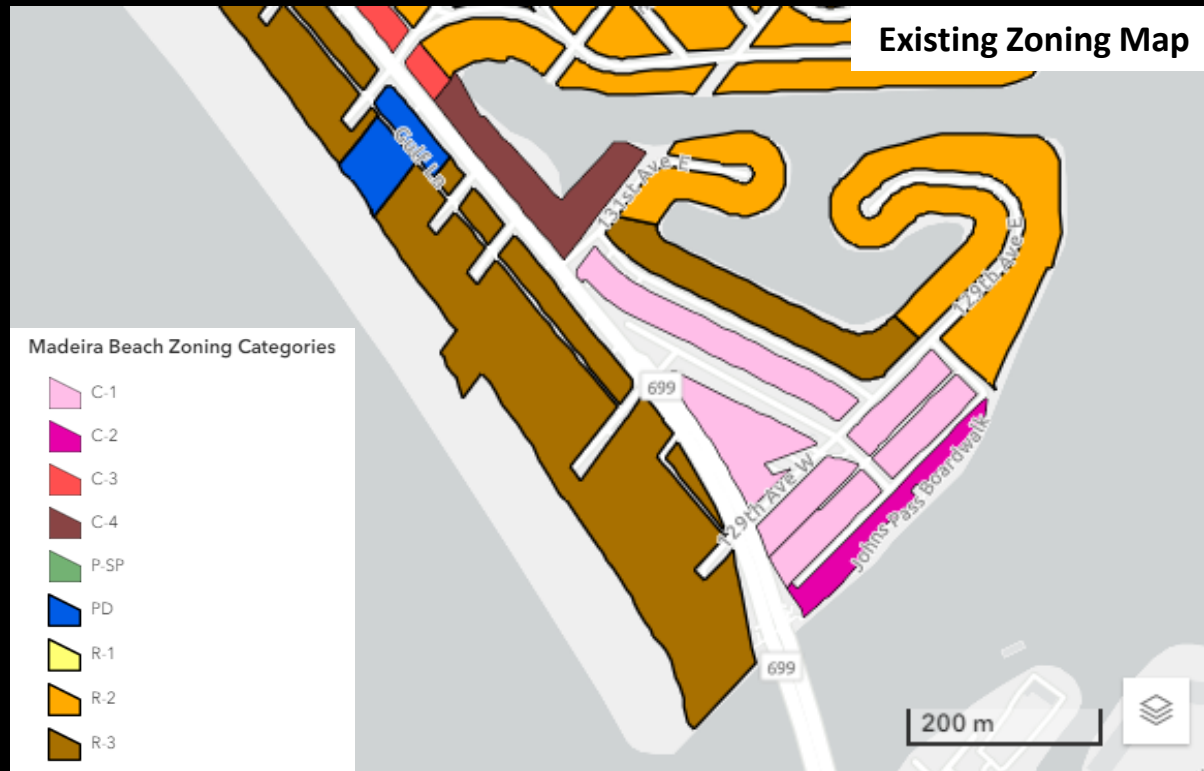 Existing Zoning Map
Gulf Ln
131st Ave E
129th Ave E
699
129th Ave W
Johns Pass Boardwalk
699
Madeira Beach Zoning Categories
C-1
C-2
C-3
C-4
P-SP
PD
R-1
R-2
R-3
200 m